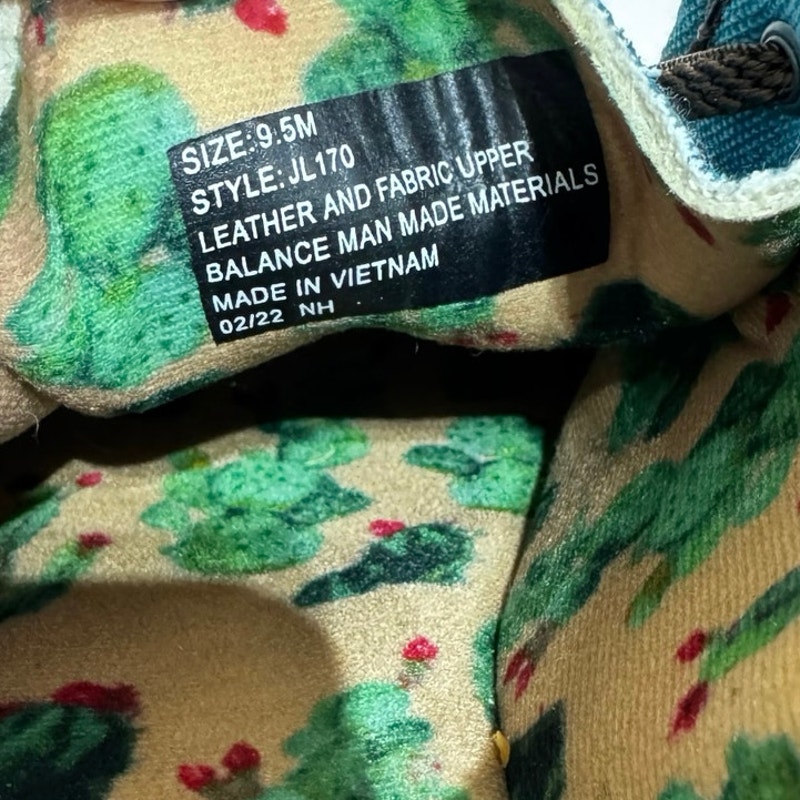 SIZE: 9.5M
STYLE: JL170
LEATHER AND FABRIC UPPER
BALANCE MAN MADE MATERIALS
MADE IN VIETNAM
02/22 NH